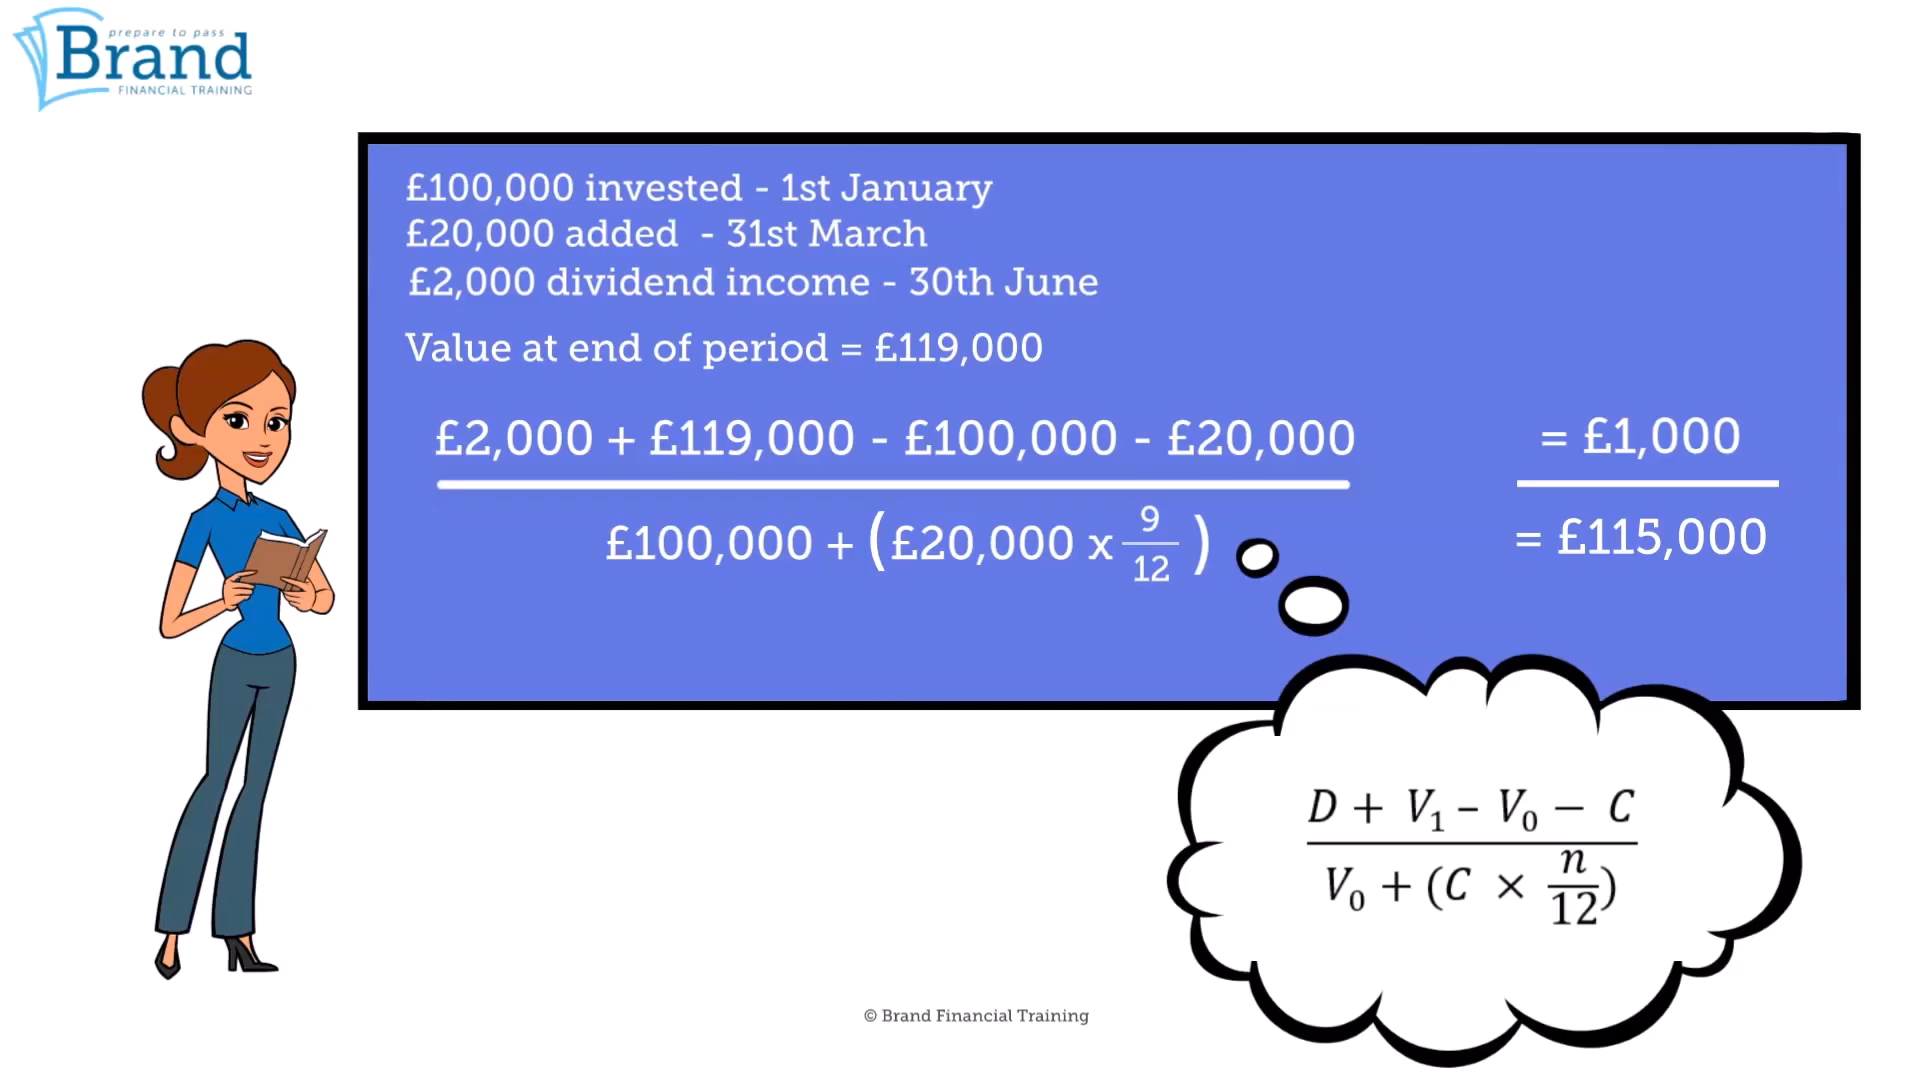 prepare to pass
Brand
FINANCIAL TRAINING
£100,000 invested - 1st January
£20,000 added - 31st March
£2,000 dividend income - 30th June
Value at end of period = £119,000
£2,000 + £119,000 - £100,000 - £20,000
£100,000 + (£20,000 x 9/12)
= £1,000
= £115,000
D + V₁ - V₀ - C
V₀ + (C × n/12)
© Brand Financial Training